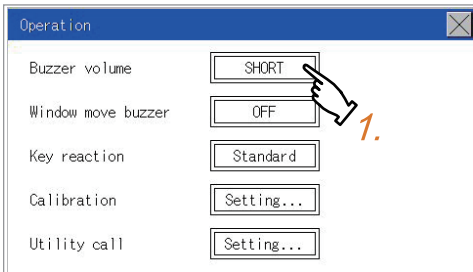 Operation
Buzzer volume SHORT
1.
Window move buzzer OFF
Key reaction Standard
Calibration Setting...
Utility call Setting...